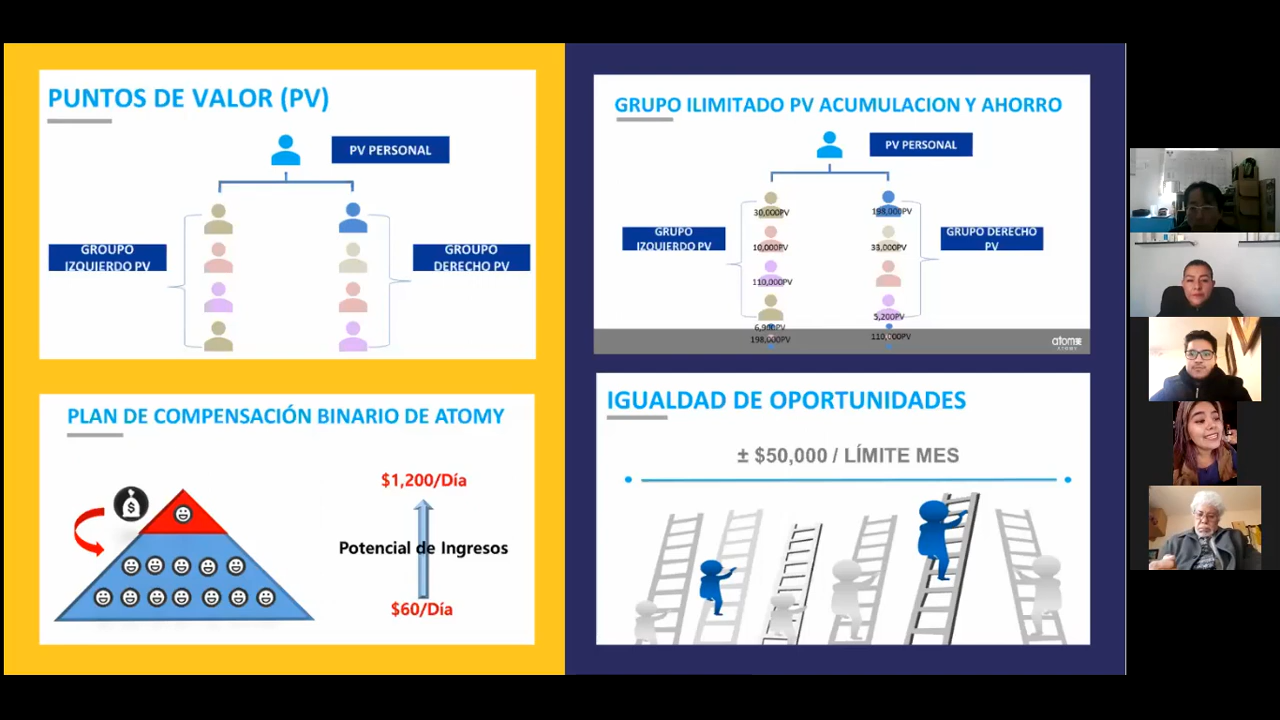 PUNTOS DE VALOR (PV)
PV PERSONAL
GROUPO
IZQUIERDO PV
GROUPO
DERECHO PV
GRUPO ILIMITADO PV ACUMULACION Y AHORRO
PV PERSONAL
30,000PV
198,000PV
GRUPO
IZQUIERDO PV
10,000PV
33,000PV
GRUPO DERECHO
PV
110,000PV
5,200PV
6,900PV
198,000PV
110,000PV
PLAN DE COMPENSACIÓN BINARIO DE ATOMY
$
$1,200/Día
Potencial de Ingresos
$60/Día
IGUALDAD DE OPORTUNIDADES
± $50,000 / LÍMITE MES